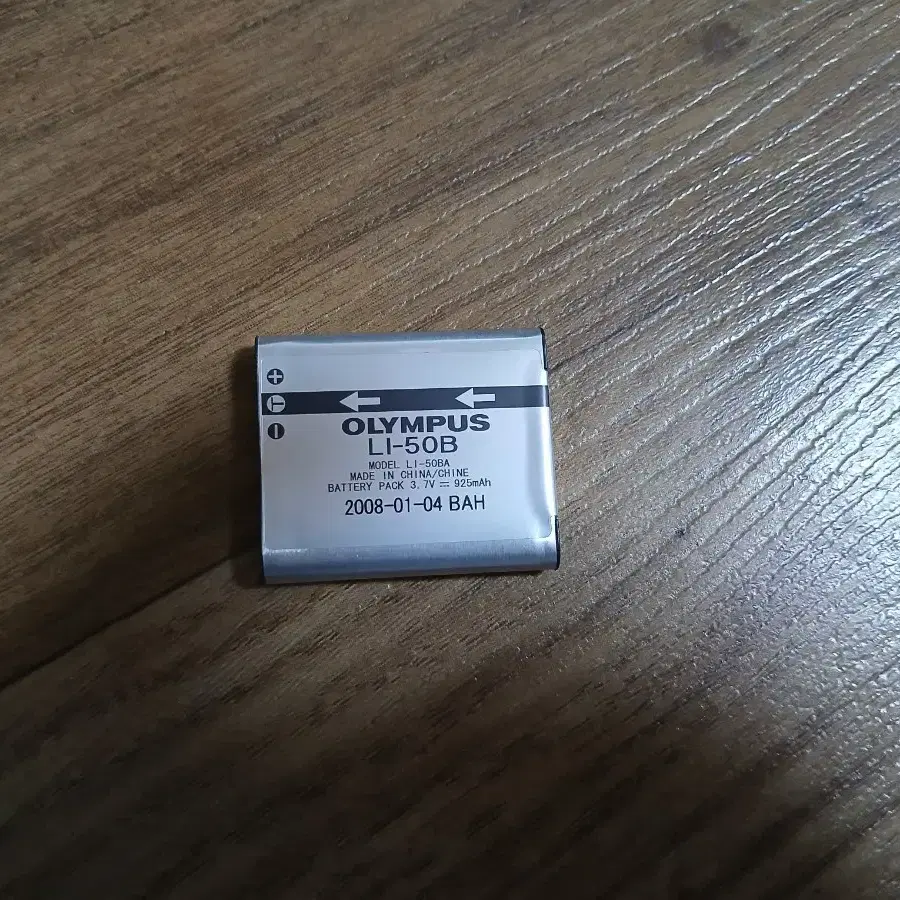 OLYMPUS
LI-50B
MODEL LI-50BA
MADE IN CHINA/CHINE
BATTERY PACK 3.7V ⎓ 925mAh
2008-01-04 BAH